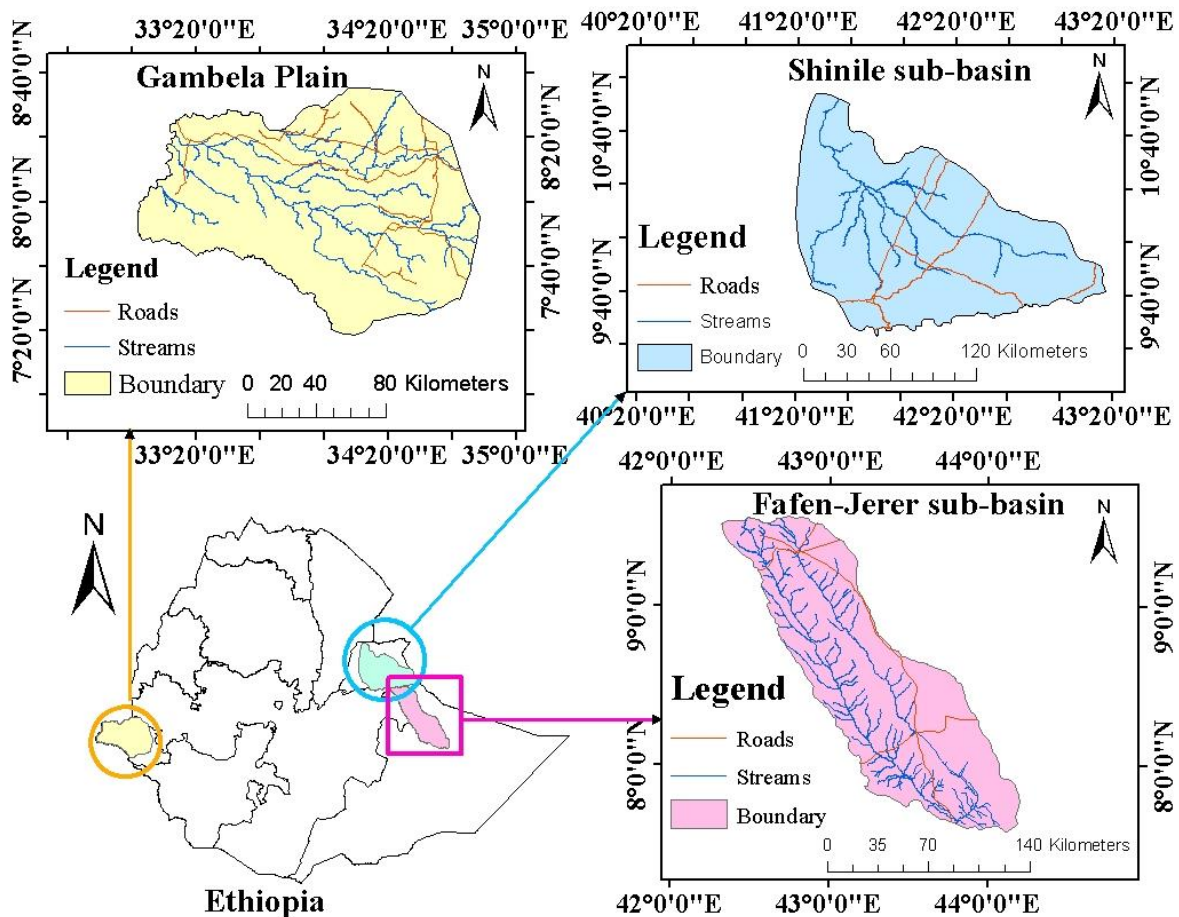 33°20'0"E 34°20'0"E 35°0'0"E
Gambela Plain
N
8°40'0"N
8°20'0"N
8°0'0"N
7°40'0"N
7°20'0"N
8°20'0"N
7°40'0"N
Legend
Roads
Streams
Boundary
0 20 40 80 Kilometers
33°20'0"E 34°20'0"E 35°0'0"E
40°20'0"E 41°20'0"E 42°20'0"E 43°20'0"E
Shinile sub-basin
N
10°40'0"N
9°40'0"N
10°40'0"N
9°40'0"N
Legend
Roads
Streams
Boundary
0 30 60 120 Kilometers
40°20'0"E 41°20'0"E 42°20'0"E 43°20'0"E
N
Ethiopia
42°0'0"E 43°0'0"E 44°0'0"E
Fafen-Jerer sub-basin
N
9°0'0"N
8°0'0"N
9°0'0"N
8°0'0"N
Legend
Roads
Streams
Boundary
0 35 70 140 Kilometers
42°0'0"E 43°0'0"E 44°0'0"E